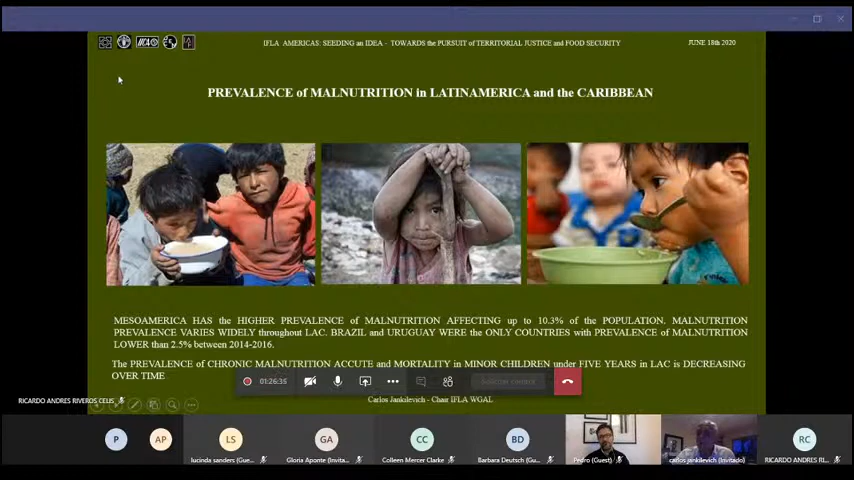 IICA
IFLA AMERICAS: SEEDING an IDEA - TOWARDS the PURSUIT of TERRITORIAL JUSTICE and FOOD SECURITY
JUNE 18th 2020
PREVALENCE of MALNUTRITION in LATINAMERICA and the CARIBBEAN
MESOAMERICA HAS the HIGHER PREVALENCE of MALNUTRITION AFFECTING up to 10.3% of the POPULATION. MALNUTRITION
PREVALENCE VARIES WIDELY throughout LAC. BRAZIL and URUGUAY WERE the ONLY COUNTRIES with PREVALENCE of MALNUTRITION
LOWER than 2.5% between 2014-2016.
The PREVALENCE of CHRONIC MALNUTRITION ACCUTE and MORTALITY in MINOR CHILDREN under FIVE YEARS in LAC is DECREASING
OVER TIME
01:26:35
Carlos Jankilevich - Chair IFLA WGAL
RICARDO ANDRES RIVEROS CELIS
P
AP
LS
GA
CC
BD
RC
lucinda sanders (Gue...
Gloria Aponte (Invita...
Colleen Mercer Clarke
Barbara Deutsch (Gu...
Pedro (Guest)
carlos jankilevich (Invitado)
RICARDO ANDRES RI...